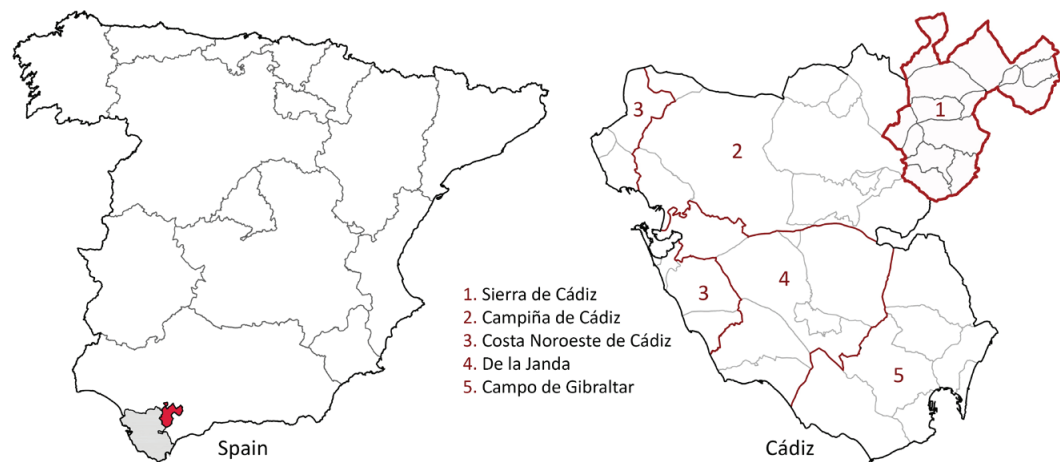 1
3
2
4
3
5
1. Sierra de Cádiz
2. Campiña de Cádiz
3. Costa Noroeste de Cádiz
4. De la Janda
5. Campo de Gibraltar
Spain
Cádiz